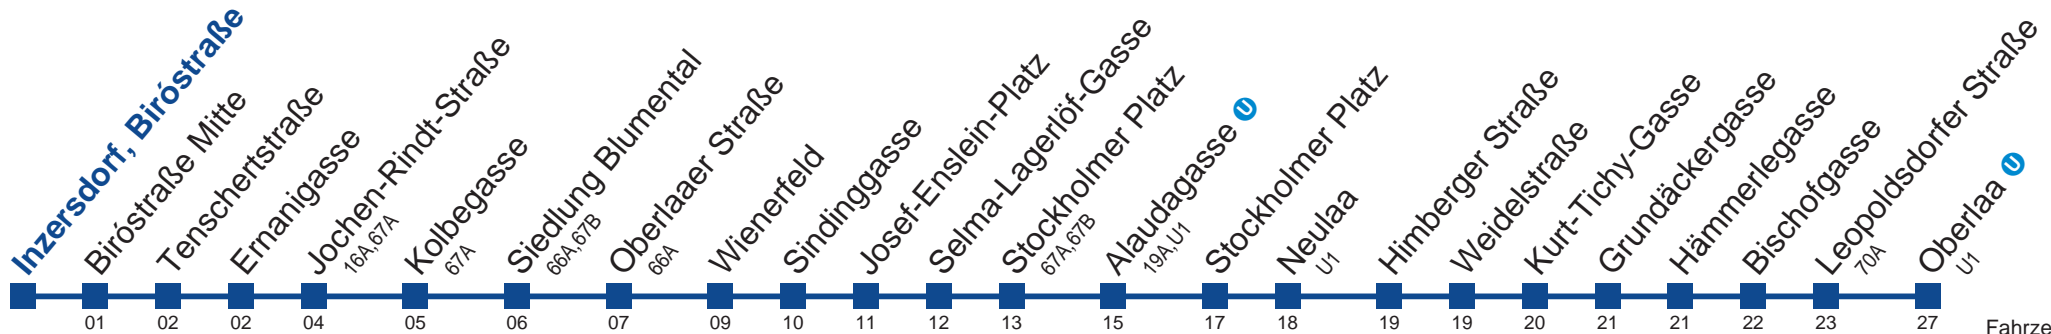 Inzersdorf, Biróstraße
Biróstraße Mitte
Tenschertstraße
Ernanigasse
Jochen-Rindt-Straße
16A,67A
Kolbegasse
67A
Siedlung Blumental
66A,67B
Oberlaaer Straße
66A
Wienerfeld
Sindinggasse
Josef-Enslein-Platz
Selma-Lagerlöf-Gasse
Stockholmer Platz
67A,67B
Alaudagasse U
19A,U1
Stockholmer Platz
Neulaa
U1
Himberger Straße
Weidelstraße
Kurt-Tichy-Gasse
Grundäckergasse
Hämmerlegasse
Bischofgasse
Leopoldsdorfer Straße
70A
Oberlaa U
U1
01 02 02 04 05 06 07 09 10 11 12 13 15 17 18 19 19 20 21 21 22 23 27 Fahrze